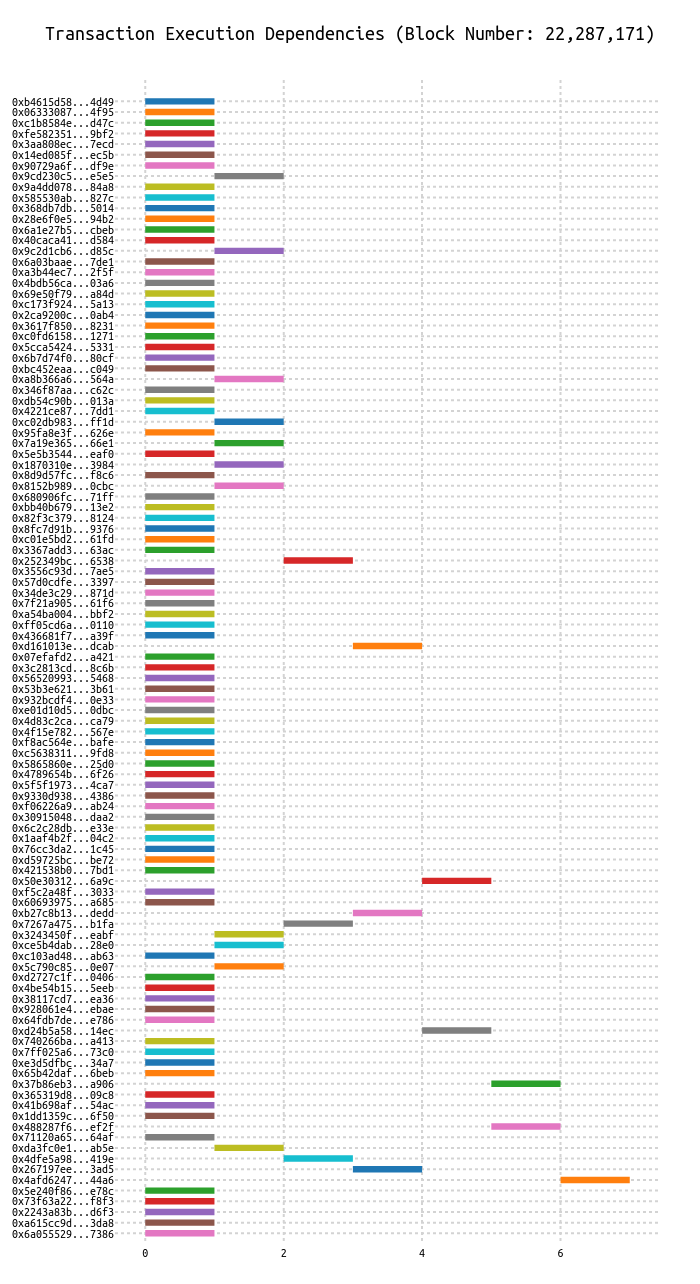 Transaction Execution Dependencies (Block Number: 22,287,171)
0xb4615d58...4d49
0x06333087...4f95
0xc1b8584e...d47c
0xfe582351...9bf2
0x3aa808ec...7ecd
0x14ed085f...ec5b
0x90729a6f...df9e
0x9cd230c5...e5e5
0x9a4dd078...84a8
0x585530ab...827c
0x368db7db...5014
0x28e6f0e5...94b2
0x6a1e27b5...cbeb
0x40caca41...d584
0x9c2d1cb6...d85c
0x6a03baae...7de1
0xa3b44ec7...2f5f
0x4bdb56ca...03a6
0x69e50f79...a84d
0xc173f924...5a13
0x2ca9200c...0ab4
0x3617f850...8231
0xc0fd6158...1271
0x5cca5424...5331
0x6b7d74f0...80cf
0xbc452eaa...c049
0xa8b366a6...564a
0x346f87aa...c62c
0xdb54c90b...013a
0x4221ce87...7dd1
0xc02db983...ff1d
0x95fa8e3f...626e
0x7a19e365...66e1
0x5e5b3544...eaf0
0x1870310e...3984
0x8d9d57fc...f8c6
0x8152b989...0cbc
0x680906fc...71ff
0xbb40b679...13e2
0x82f3c379...8124
0x8fc7d91b...9376
0xc01e5bd2...61fd
0x3367add3...63ac
0x252349bc...6538
0x3556c93d...7ae5
0x57d0cdfe...3397
0x34de3c29...871d
0x7f21a905...61f6
0xa54ba004...bbf2
0xff05cd6a...0110
0x436681f7...a39f
0xd161013e...dcab
0x07efafd2...a421
0x3c2813cd...8c6b
0x56520993...5468
0x53b3e621...3b61
0x932bcdf4...0e33
0xe01d10d5...0dbc
0x4d83c2ca...ca79
0x4f15e782...567e
0xf8ac564e...bafe
0xc5638311...9fd8
0x5865860e...25d0
0x4789654b...6f26
0x5f5f1973...4ca7
0x9330d938...4386
0xf06226a9...ab24
0x30915048...daa2
0x6c2c28db...e33e
0x1aaf4b2f...04c2
0x76cc3da2...1c45
0xd59725bc...be72
0x421538b0...7bd1
0x50e30312...6a9c
0xf5c2a48f...3033
0x60693975...a685
0xb27c8b13...dedd
0x7267a475...b1fa
0x3243450f...eabf
0xce5b4dab...28e0
0xc103ad48...ab63
0x5c790c85...0e07
0xd2727c1f...0406
0x4be54b15...5eeb
0x38117cd7...ea36
0x928061e4...ebae
0x64fdb7de...e786
0xd24b5a58...14ec
0x740266ba...a413
0x7ff025a6...73c0
0xe3d5dfbc...34a7
0x65b42daf...6beb
0x37b86eb3...a906
0x365319d8...09c8
0x41b698af...54ac
0x1dd1359c...6f50
0x488287f6...ef2f
0x71120a65...64af
0xda3fc0e1...ab5e
0x4dfe5a98...419e
0x267197ee...3ad5
0x4afd6247...44a6
0x5e240f86...e78c
0x73f63a22...f8f3
0x2243a83b...d6f3
0xa615cc9d...3da8
0x6a055529...7386
0 2 4 6